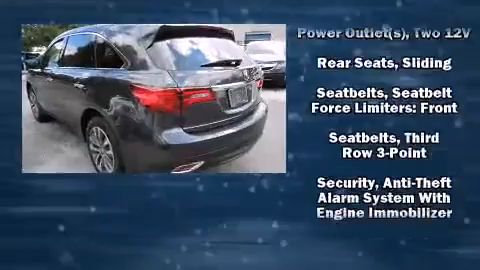 Power Outlet(s), Two 12V
Rear Seats, Sliding
Seatbelts, Seatbelt
Force Limiters: Front
Seatbelts, Third
Row 3-Point
Security, Anti-Theft
Alarm System With
Engine Immobilizer